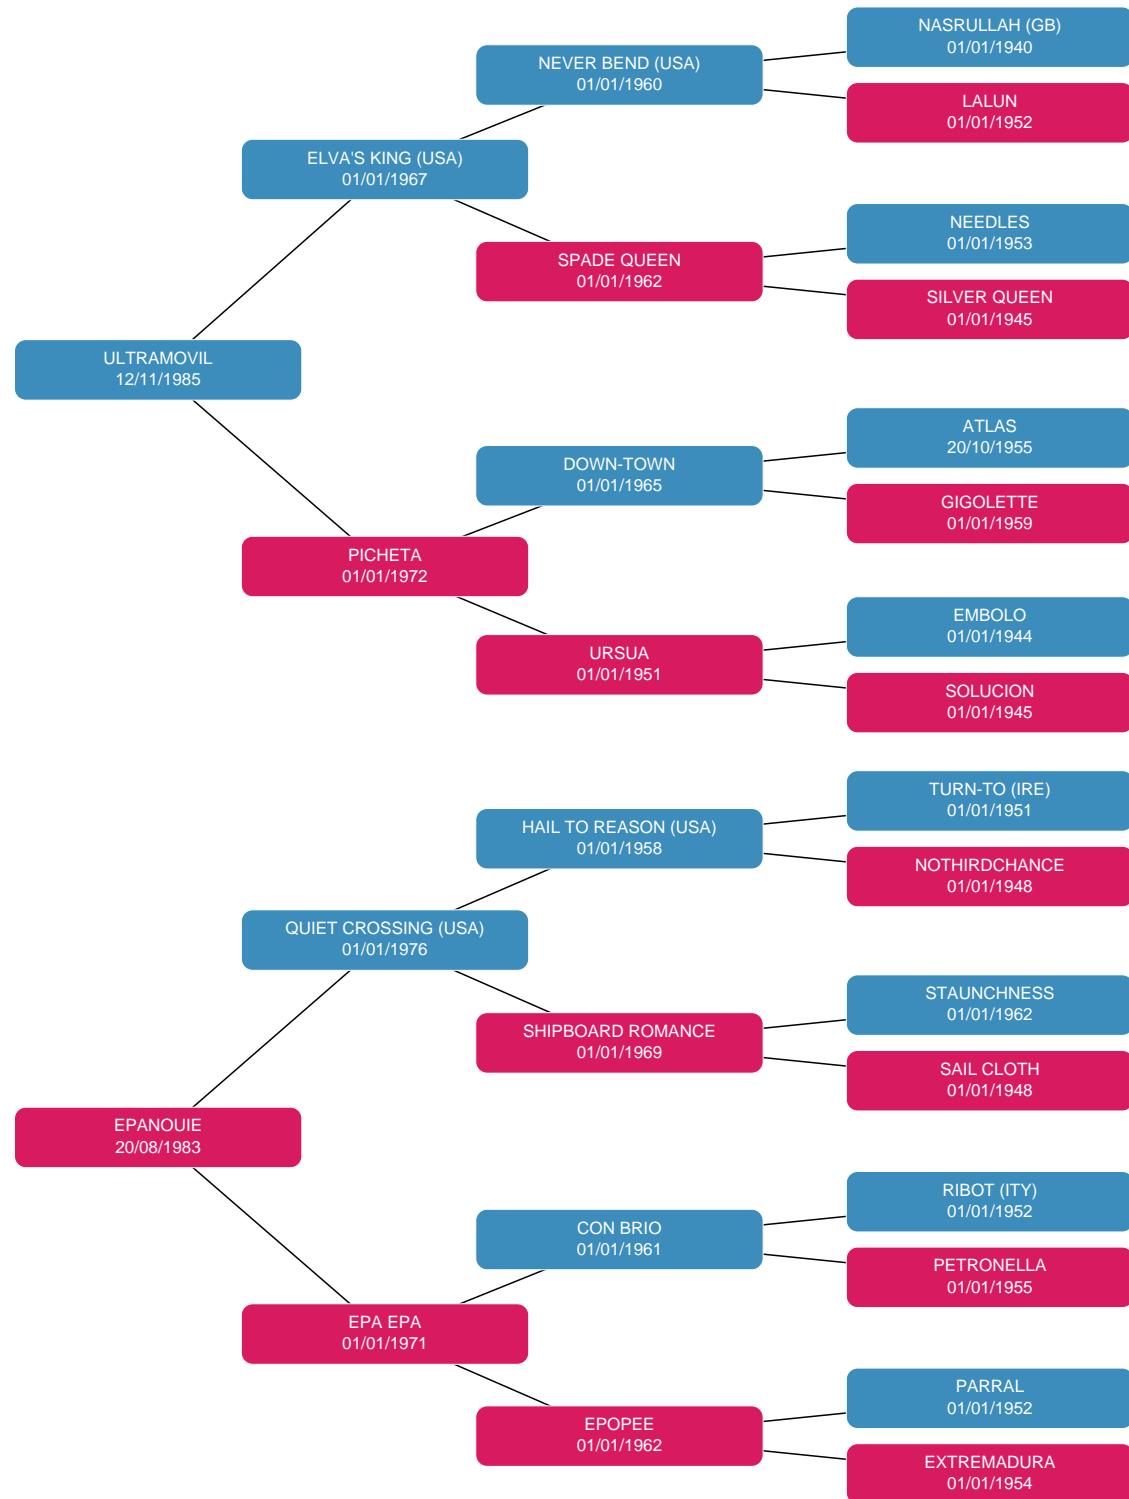 NASRULLAH (GB)
01/01/1940
NEVER BEND (USA)
01/01/1960
LALUN
01/01/1952
ELVA'S KING (USA)
01/01/1967
NEEDLES
01/01/1953
SPADE QUEEN
01/01/1962
SILVER QUEEN
01/01/1945
ULTRAMOVIL
12/11/1985
ATLAS
20/10/1955
DOWN-TOWN
01/01/1965
GIGOLETTE
01/01/1959
PICHETA
01/01/1972
EMBOLO
01/01/1944
URSUA
01/01/1951
SOLUCION
01/01/1945
TURN-TO (IRE)
01/01/1951
HAIL TO REASON (USA)
01/01/1958
NOTHIRDCHANCE
01/01/1948
QUIET CROSSING (USA)
01/01/1976
STAUNCHNESS
01/01/1962
SHIPBOARD ROMANCE
01/01/1969
SAIL CLOTH
01/01/1948
EPANOUIE
20/08/1983
RIBOT (ITY)
01/01/1952
CON BRIO
01/01/1961
PETRONELLA
01/01/1955
EPA EPA
01/01/1971
PARRAL
01/01/1952
EPOPEE
01/01/1962
EXTREMADURA
01/01/1954